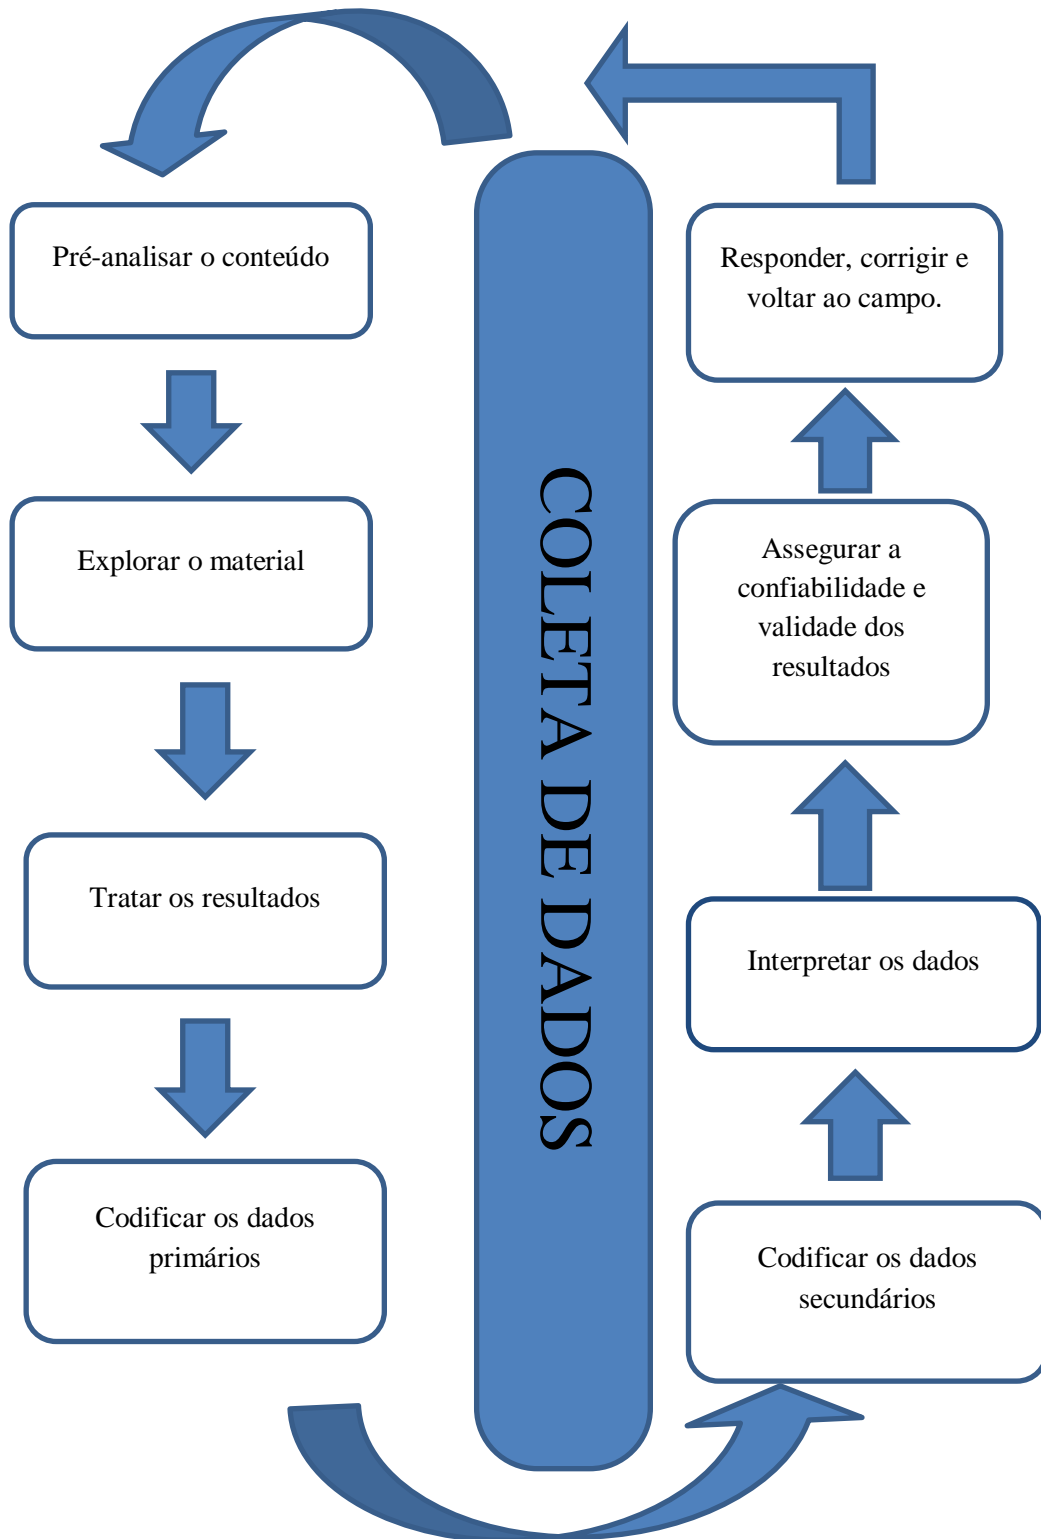 Pré-analisar o conteúdo
Explorar o material
Tratar os resultados
Codificar os dados
primários
COLETA DE DADOS
Responder, corrigir e
voltar ao campo.
Assegurar a
confiabilidade e
validade dos
resultados
Interpretar os dados
Codificar os dados
secundários